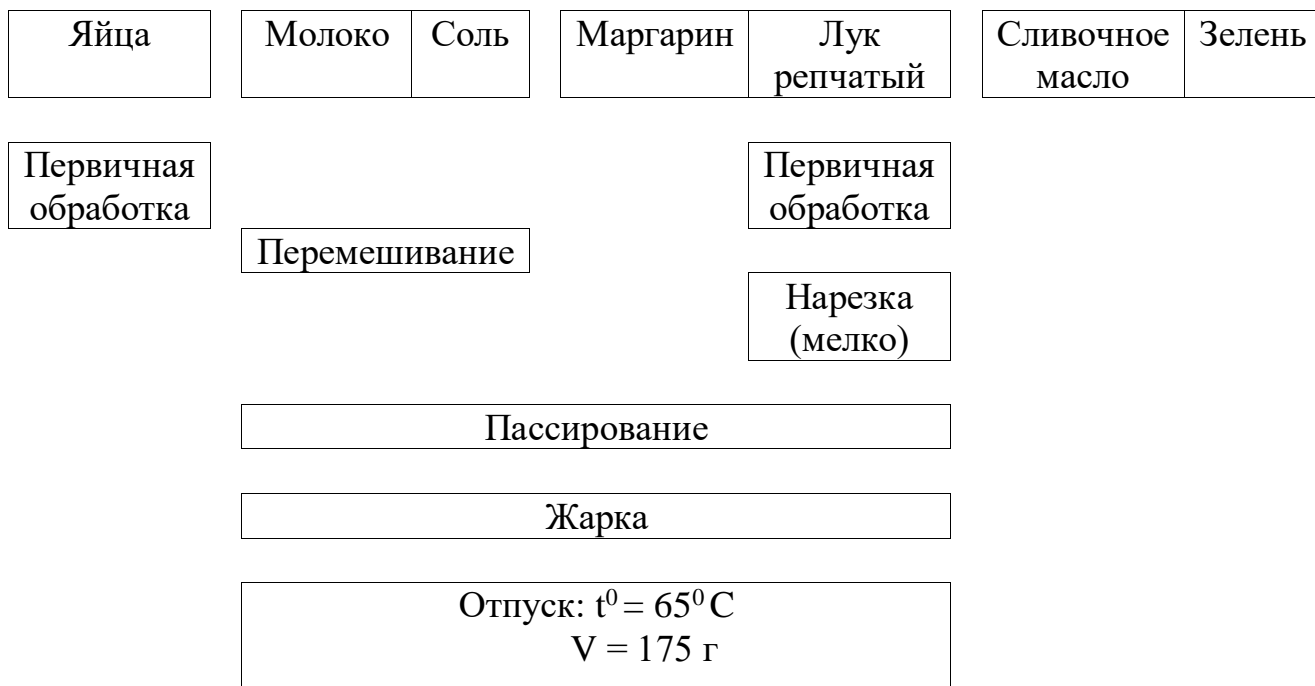 Яйца
Молоко
Соль
Маргарин
Лук
репчатый
Сливочное
масло
Зелень
Первичная
обработка
Первичная
обработка
Перемешивание
Нарезка
(мелко)
Пассирование
Жарка
Отпуск: t⁰ = 65⁰ С
V = 175 г